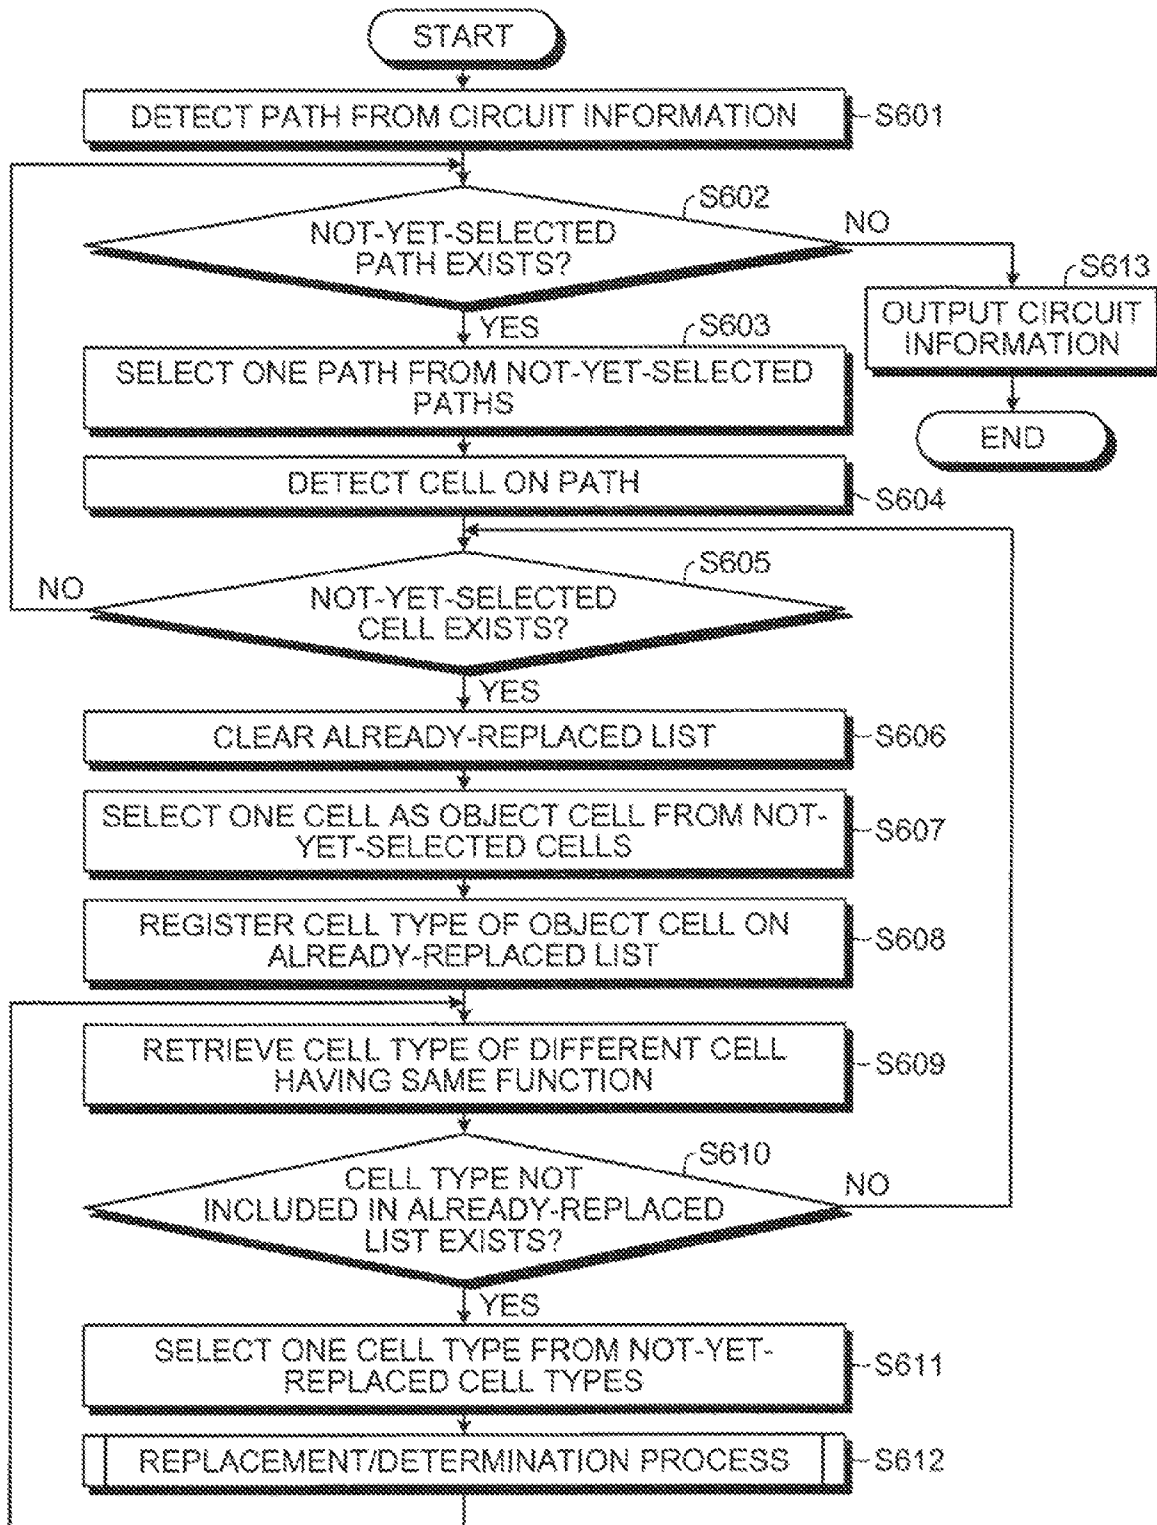 START
DETECT PATH FROM CIRCUIT INFORMATION
S601
S602
NOT-YET-SELECTED
PATH EXISTS?
NO
S613
OUTPUT CIRCUIT
INFORMATION
END
YES
S603
SELECT ONE PATH FROM NOT-YET-SELECTED
PATHS
DETECT CELL ON PATH
S604
S605
NO
NOT-YET-SELECTED
CELL EXISTS?
YES
CLEAR ALREADY-REPLACED LIST
S606
SELECT ONE CELL AS OBJECT CELL FROM NOT-
YET-SELECTED CELLS
S607
REGISTER CELL TYPE OF OBJECT CELL ON
ALREADY-REPLACED LIST
S608
RETRIEVE CELL TYPE OF DIFFERENT CELL
HAVING SAME FUNCTION
S609
S610
CELL TYPE NOT
INCLUDED IN ALREADY-REPLACED
LIST EXISTS?
NO
YES
SELECT ONE CELL TYPE FROM NOT-YET-
REPLACED CELL TYPES
S611
REPLACEMENT/DETERMINATION PROCESS
S612